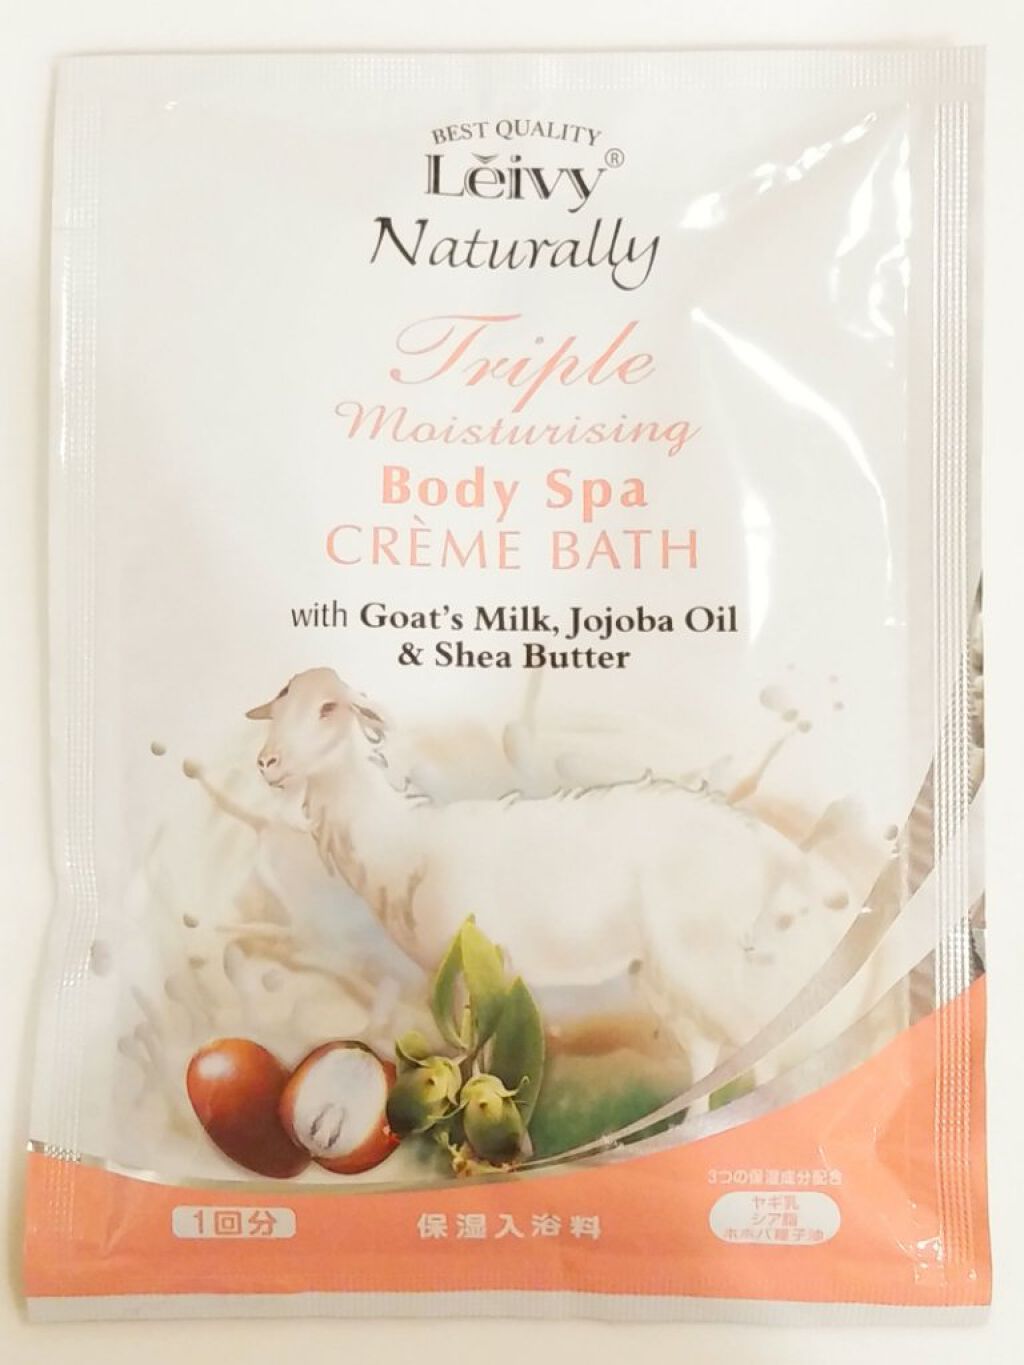 BEST QUALITY
Lěivy®
Naturally
Triple
Moisturising
Body Spa
CRÈME BATH
with Goat's Milk, Jojoba Oil
& Shea Butter
3つの保湿成分配合
1回分
保湿入浴料
ヤギ乳
シア脂
ホホバ種子油